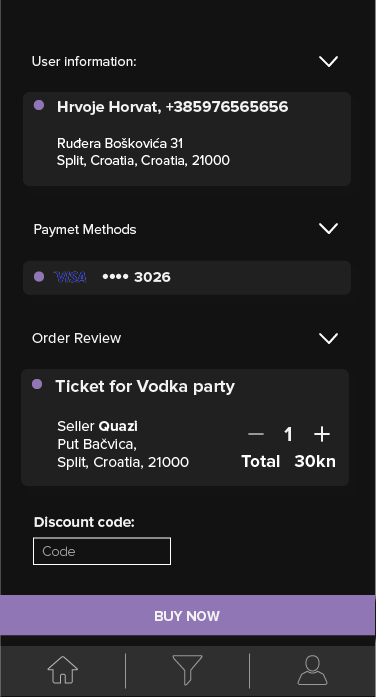 User information:
Hrvoje Horvat, +385976565656
Ruđera Boškovića 31
Split, Croatia, Croatia, 21000
Paymet Methods
VISA •••• 3026
Order Review
Ticket for Vodka party
Seller Quazi
Put Bačvica,
Split, Croatia, 21000
— 1 +
Total 30kn
Discount code:
Code
BUY NOW